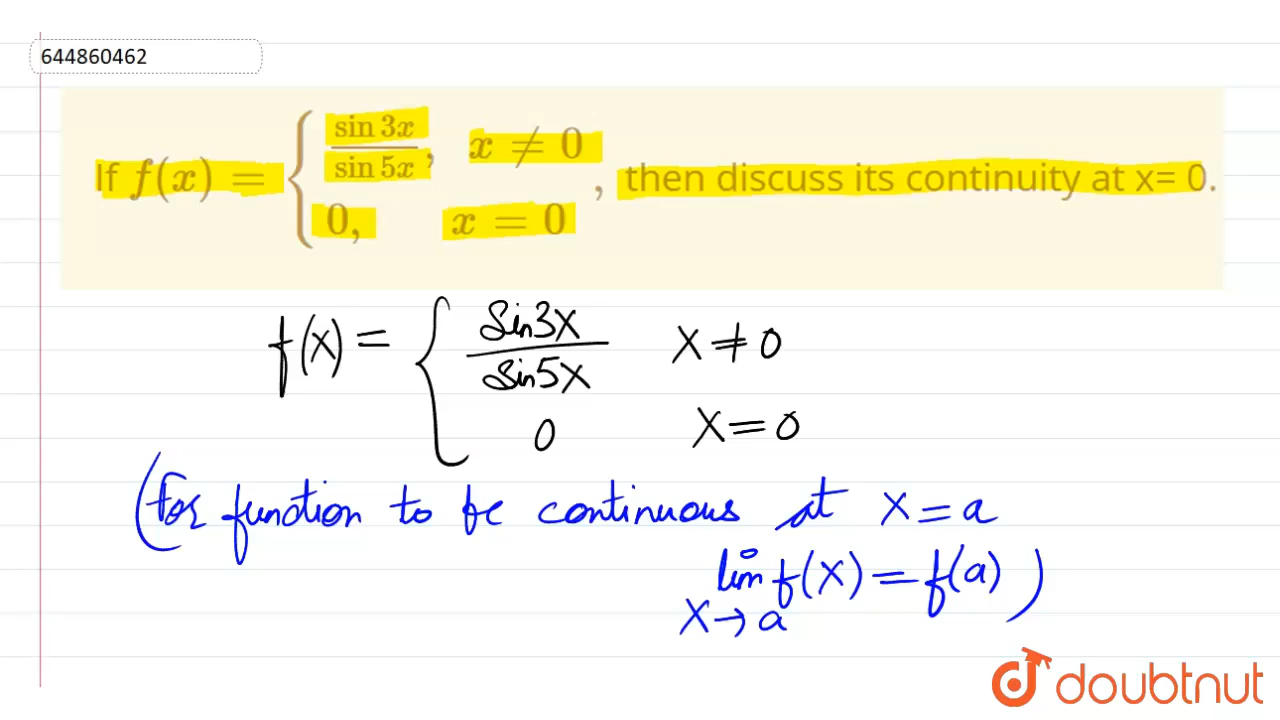 644860462
If f(x) = { sin 3x / sin 5x, x ≠ 0
0, x = 0 , then discuss its continuity at x= 0.
f(x) = { sin3x / sin5x x ≠ 0
0 x = 0
(for function to be continuous at x = a
lim f(x) = f(a) )
x → a
doubtnut